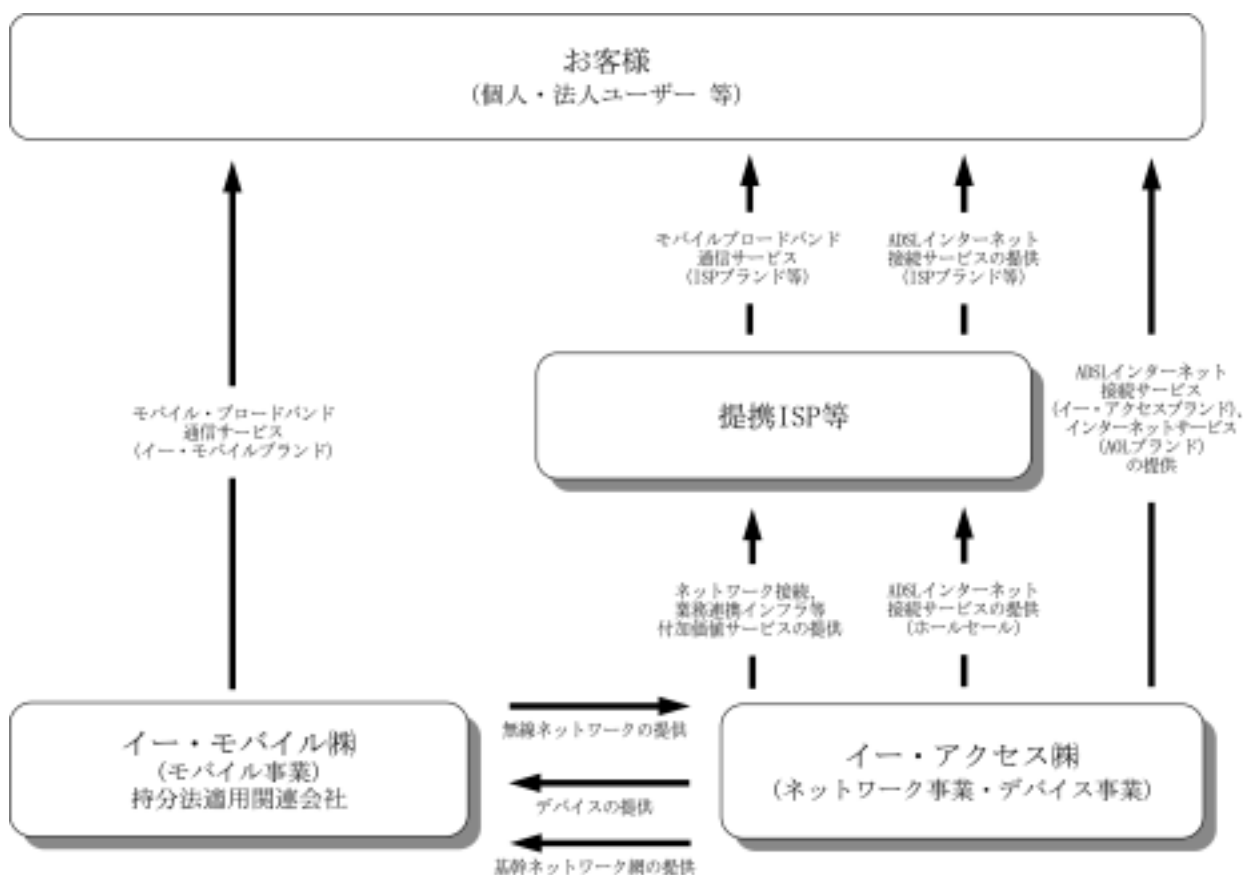 お客様
(個人・法人ユーザー 等)
モバイルブロードバンド
通信サービス
(ISPブランド等)
ADSLインターネット
接続サービスの提供
(ISPブランド等)
モバイル・ブロードバンド
通信サービス
(イー・モバイルブランド)
提携ISP等
ADSLインターネット
接続サービス
(イー・アクセスブランド),
インターネットサービス
(AOLブランド)
の提供
ネットワーク接続,
業務連携インフラ等
付加価値サービスの提供
ADSLインターネット
接続サービスの提供
(ホールセール)
イー・モバイル㈱
(モバイル事業)
持分法適用関連会社
無線ネットワークの提供
デバイスの提供
基幹ネットワーク網の提供
イー・アクセス㈱
(ネットワーク事業・デバイス事業)